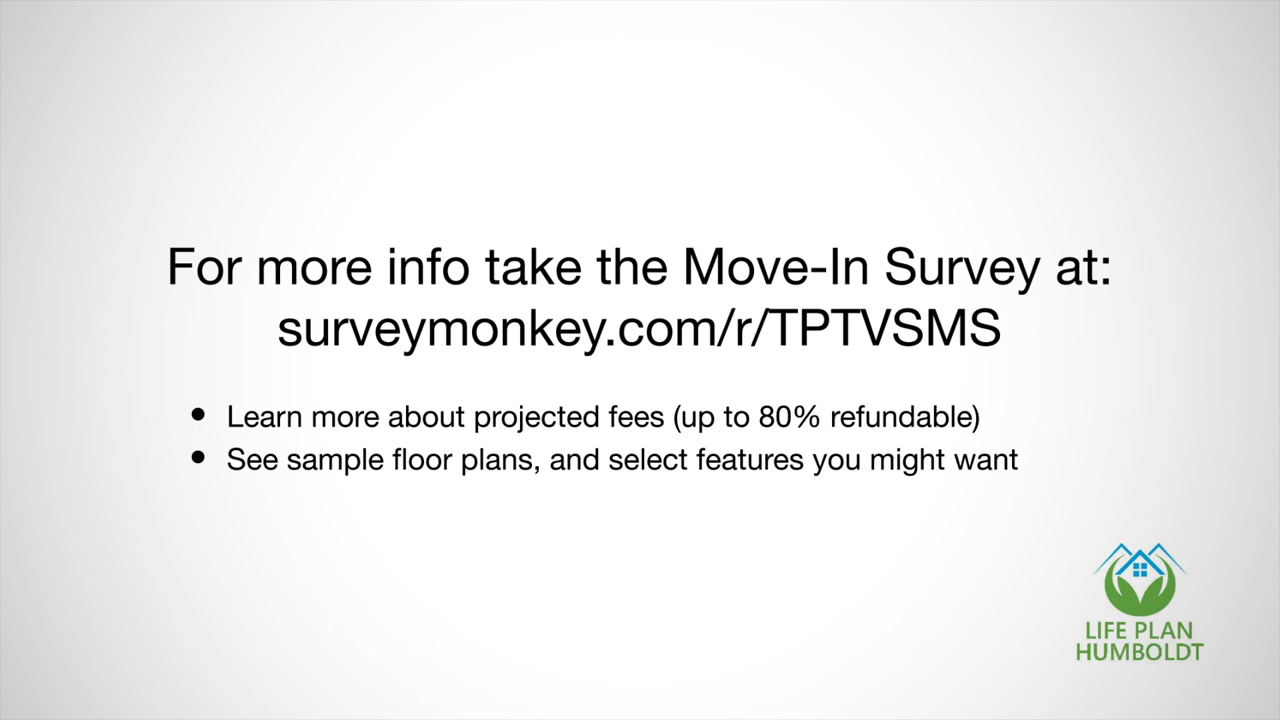 For more info take the Move-In Survey at:
surveymonkey.com/r/TPTVSMS
• Learn more about projected fees (up to 80% refundable)
• See sample floor plans, and select features you might want
LIFE PLAN
HUMBOLDT